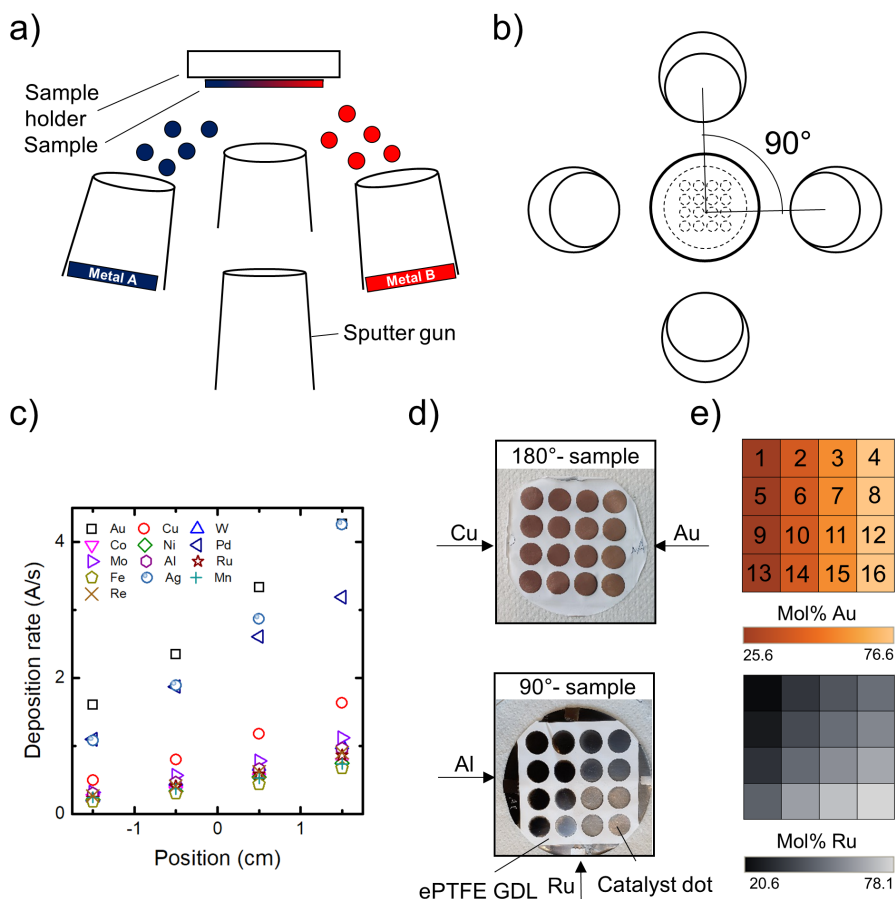 a)
Sample
holder
Sample
Metal A
Metal B
Sputter gun
b)
90°
c)
Deposition rate (A/s)
4
2
0
-1
0
1
Position (cm)
Au
Cu
W
Co
Ni
Pd
Mo
Al
Ru
Fe
Ag
Mn
Re
d)
180°- sample
Cu
Au
90°- sample
Al
ePTFE GDL
Ru
Catalyst dot
e)
1 2 3 4
5 6 7 8
9 10 11 12
13 14 15 16
Mol% Au
25.6 76.6
Mol% Ru
20.6 78.1